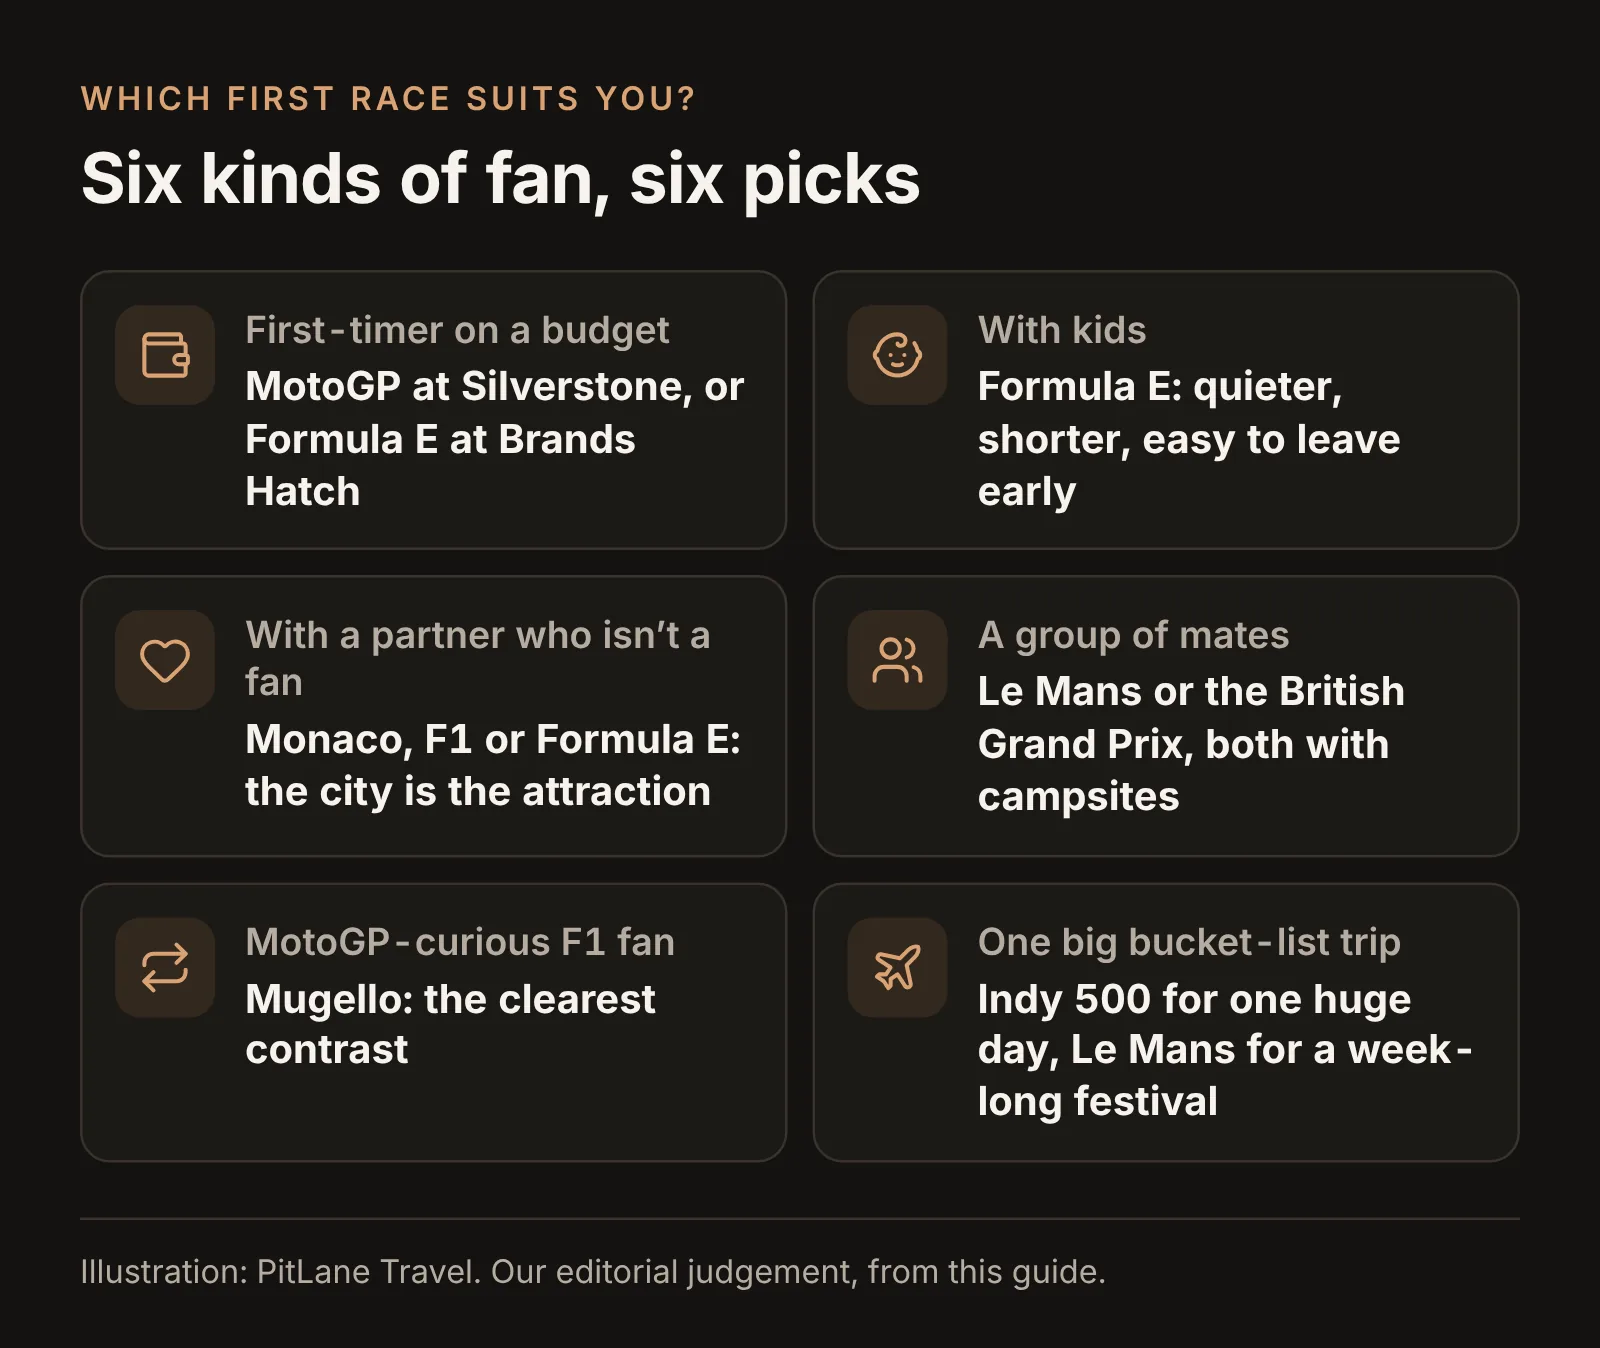 WHICH FIRST RACE SUITS YOU?
Six kinds of fan, six picks
First-timer on a budget
MotoGP at Silverstone, or
Formula E at Brands
Hatch
With kids
Formula E: quieter,
shorter, easy to leave
early
With a partner who isn’t a
fan
Monaco, F1 or Formula E:
the city is the attraction
A group of mates
Le Mans or the British
Grand Prix, both with
campsites
MotoGP-curious F1 fan
Mugello: the clearest
contrast
One big bucket-list trip
Indy 500 for one huge
day, Le Mans for a week-
long festival
Illustration: PitLane Travel. Our editorial judgement, from this guide.